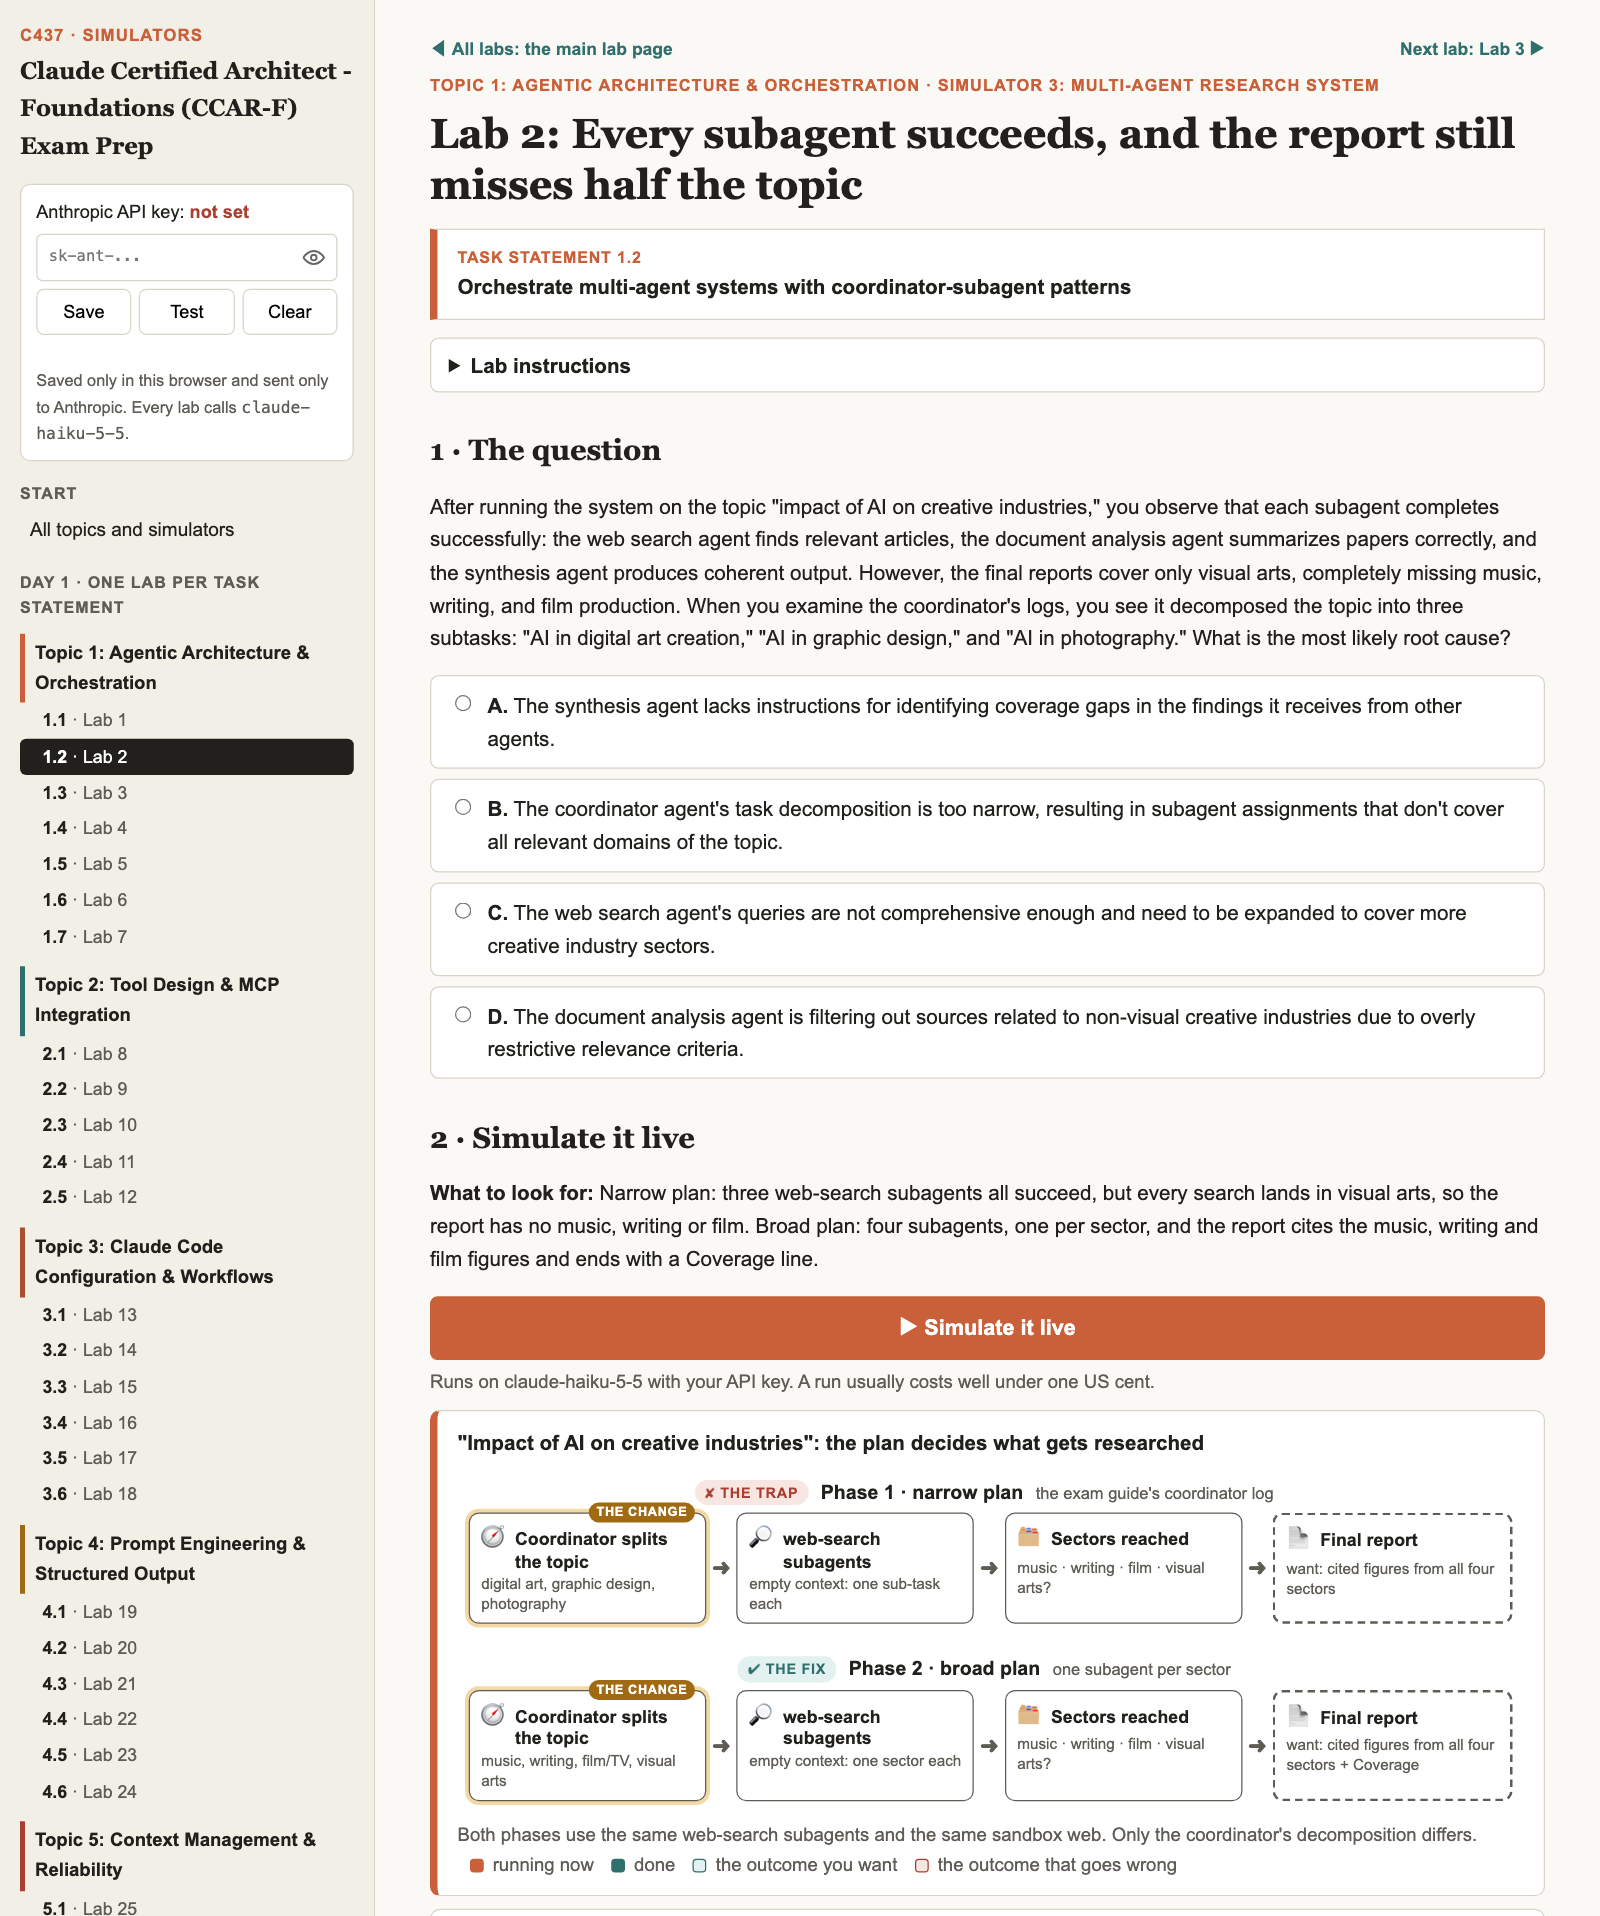 C437 · SIMULATORS
Claude Certified Architect -
Foundations (CCAR-F)
Exam Prep
Anthropic API key: not set
sk-ant-...
Save
Test
Clear
Saved only in this browser and sent only
to Anthropic. Every lab calls claude-
haiku-5-5.
START
All topics and simulators
DAY 1 · ONE LAB PER TASK
STATEMENT
Topic 1: Agentic Architecture &
Orchestration
1.1 · Lab 1
1.2 · Lab 2
1.3 · Lab 3
1.4 · Lab 4
1.5 · Lab 5
1.6 · Lab 6
1.7 · Lab 7
Topic 2: Tool Design & MCP
Integration
2.1 · Lab 8
2.2 · Lab 9
2.3 · Lab 10
2.4 · Lab 11
2.5 · Lab 12
Topic 3: Claude Code
Configuration & Workflows
3.1 · Lab 13
3.2 · Lab 14
3.3 · Lab 15
3.4 · Lab 16
3.5 · Lab 17
3.6 · Lab 18
Topic 4: Prompt Engineering &
Structured Output
4.1 · Lab 19
4.2 · Lab 20
4.3 · Lab 21
4.4 · Lab 22
4.5 · Lab 23
4.6 · Lab 24
Topic 5: Context Management &
Reliability
5.1 · Lab 25
◀ All labs: the main lab page
Next lab: Lab 3 ▶
TOPIC 1: AGENTIC ARCHITECTURE & ORCHESTRATION · SIMULATOR 3: MULTI-AGENT RESEARCH SYSTEM
Lab 2: Every subagent succeeds, and the report still
misses half the topic
TASK STATEMENT 1.2
Orchestrate multi-agent systems with coordinator-subagent patterns
▶ Lab instructions
1 · The question
After running the system on the topic "impact of AI on creative industries," you observe that each subagent completes
successfully: the web search agent finds relevant articles, the document analysis agent summarizes papers correctly, and
the synthesis agent produces coherent output. However, the final reports cover only visual arts, completely missing music,
writing, and film production. When you examine the coordinator's logs, you see it decomposed the topic into three
subtasks: "AI in digital art creation," "AI in graphic design," and "AI in photography." What is the most likely root cause?
A. The synthesis agent lacks instructions for identifying coverage gaps in the findings it receives from other
agents.
B. The coordinator agent's task decomposition is too narrow, resulting in subagent assignments that don't cover
all relevant domains of the topic.
C. The web search agent's queries are not comprehensive enough and need to be expanded to cover more
creative industry sectors.
D. The document analysis agent is filtering out sources related to non-visual creative industries due to overly
restrictive relevance criteria.
2 · Simulate it live
What to look for: Narrow plan: three web-search subagents all succeed, but every search lands in visual arts, so the
report has no music, writing or film. Broad plan: four subagents, one per sector, and the report cites the music, writing and
film figures and ends with a Coverage line.
▶ Simulate it live
Runs on claude-haiku-5-5 with your API key. A run usually costs well under one US cent.
"Impact of AI on creative industries": the plan decides what gets researched
✘ THE TRAP Phase 1 · narrow plan the exam guide's coordinator log
THE CHANGE
Coordinator splits
the topic
digital art, graphic design,
photography
➜
web-search
subagents
empty context: one sub-task
each
➜
Sectors reached
music · writing · film · visual
arts?
➜
Final report
want: cited figures from all four
sectors
✔ THE FIX Phase 2 · broad plan one subagent per sector
THE CHANGE
Coordinator splits
the topic
music, writing, film/TV, visual
arts
➜
web-search
subagents
empty context: one sector each
➜
Sectors reached
music · writing · film · visual
arts?
➜
Final report
want: cited figures from all four
sectors + Coverage
Both phases use the same web-search subagents and the same sandbox web. Only the coordinator's decomposition differs.
running now done the outcome you want the outcome that goes wrong